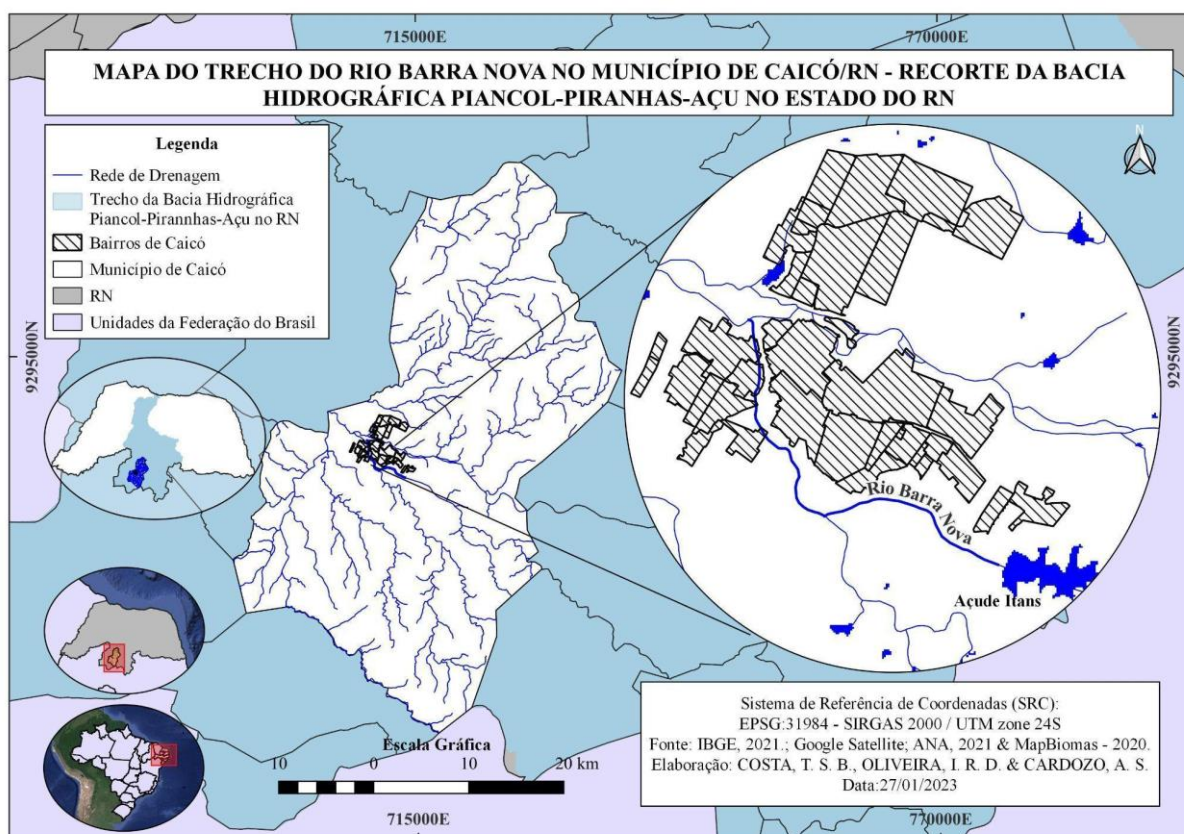 715000E
770000E
MAPA DO TRECHO DO RIO BARRA NOVA NO MUNICÍPIO DE CAICÓ/RN - RECORTE DA BACIA
HIDROGRÁFICA PIANCOL-PIRANHAS-AÇU NO ESTADO DO RN
Legenda
Rede de Drenagem
Trecho da Bacia Hidrográfica
Piancol-Pirannhas-Açu no RN
Bairros de Caicó
Município de Caicó
RN
Unidades da Federação do Brasil
N
9295000N
9295000N
Rio Barra Nova
Açude Itans
Escala Gráfica
10 0 10 20 km
Sistema de Referência de Coordenadas (SRC):
EPSG:31984 - SIRGAS 2000 / UTM zone 24S
Fonte: IBGE, 2021.; Google Satellite; ANA, 2021 & MapBiomas - 2020.
Elaboração: COSTA, T. S. B., OLIVEIRA, I. R. D. & CARDOZO, A. S.
Data:27/01/2023
715000E
770000E